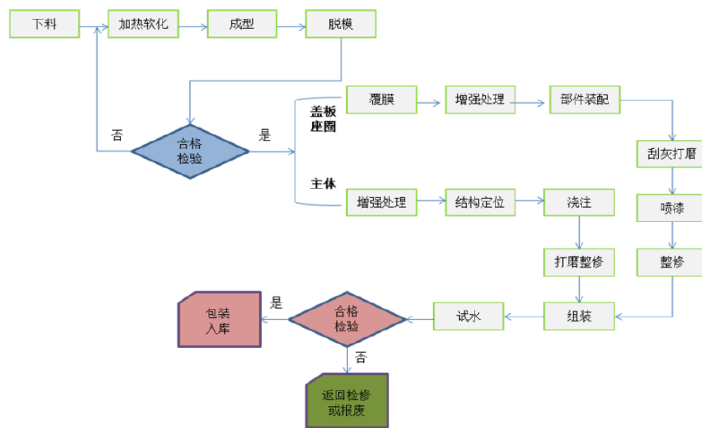 下料
加热软化
成型
脱模
盖板
座圈
覆膜
增强处理
部件装配
否
合格
检验
是
刮灰打磨
主体
增强处理
结构定位
浇注
喷漆
打磨整修
整修
包装
入库
是
合格
检验
试水
组装
否
返回检修
或报废